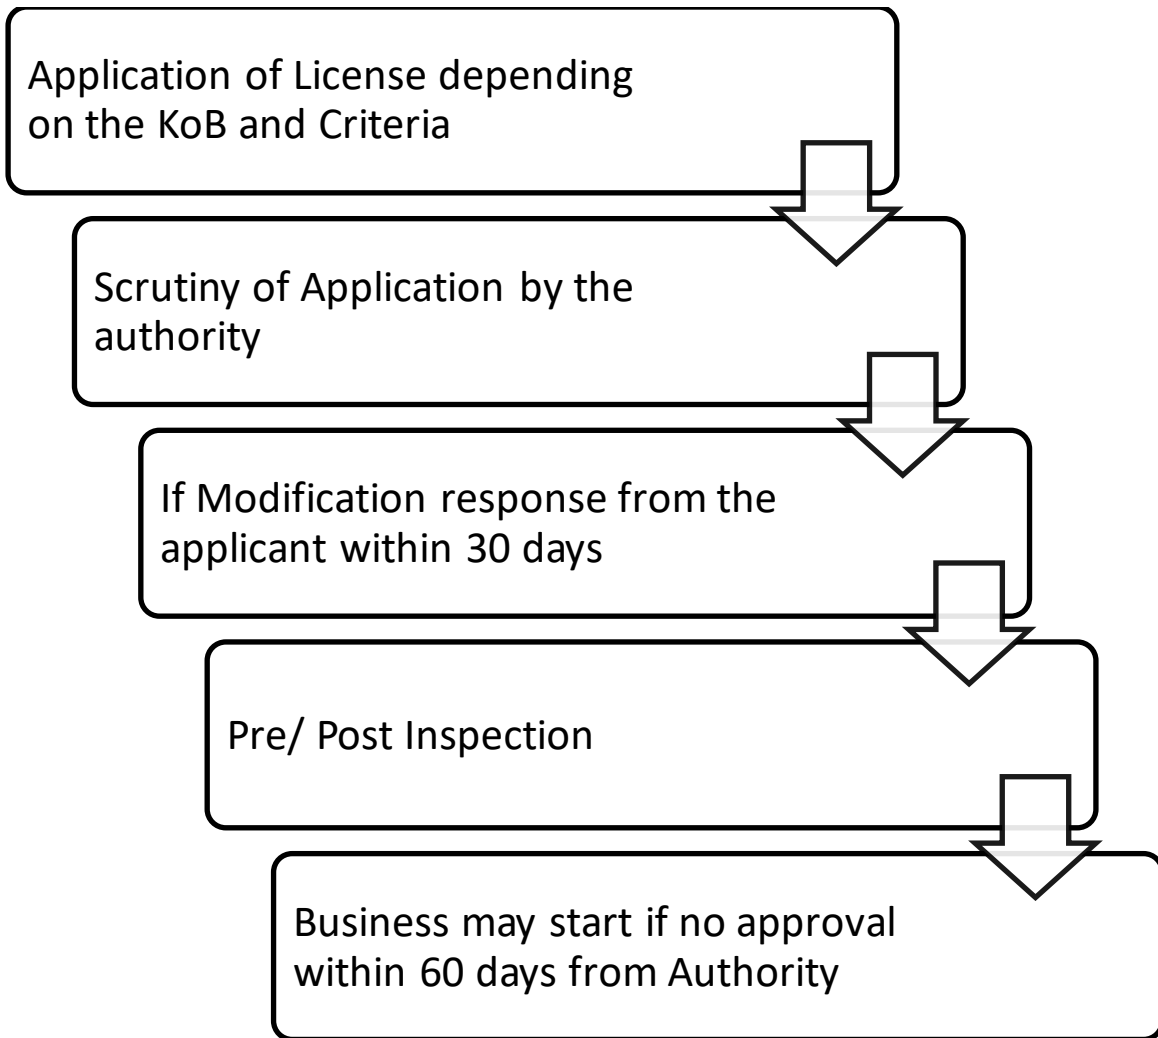 Application of License depending
on the KoB and Criteria
Scrutiny of Application by the
authority
If Modification response from the
applicant within 30 days
Pre/ Post Inspection
Business may start if no approval
within 60 days from Authority